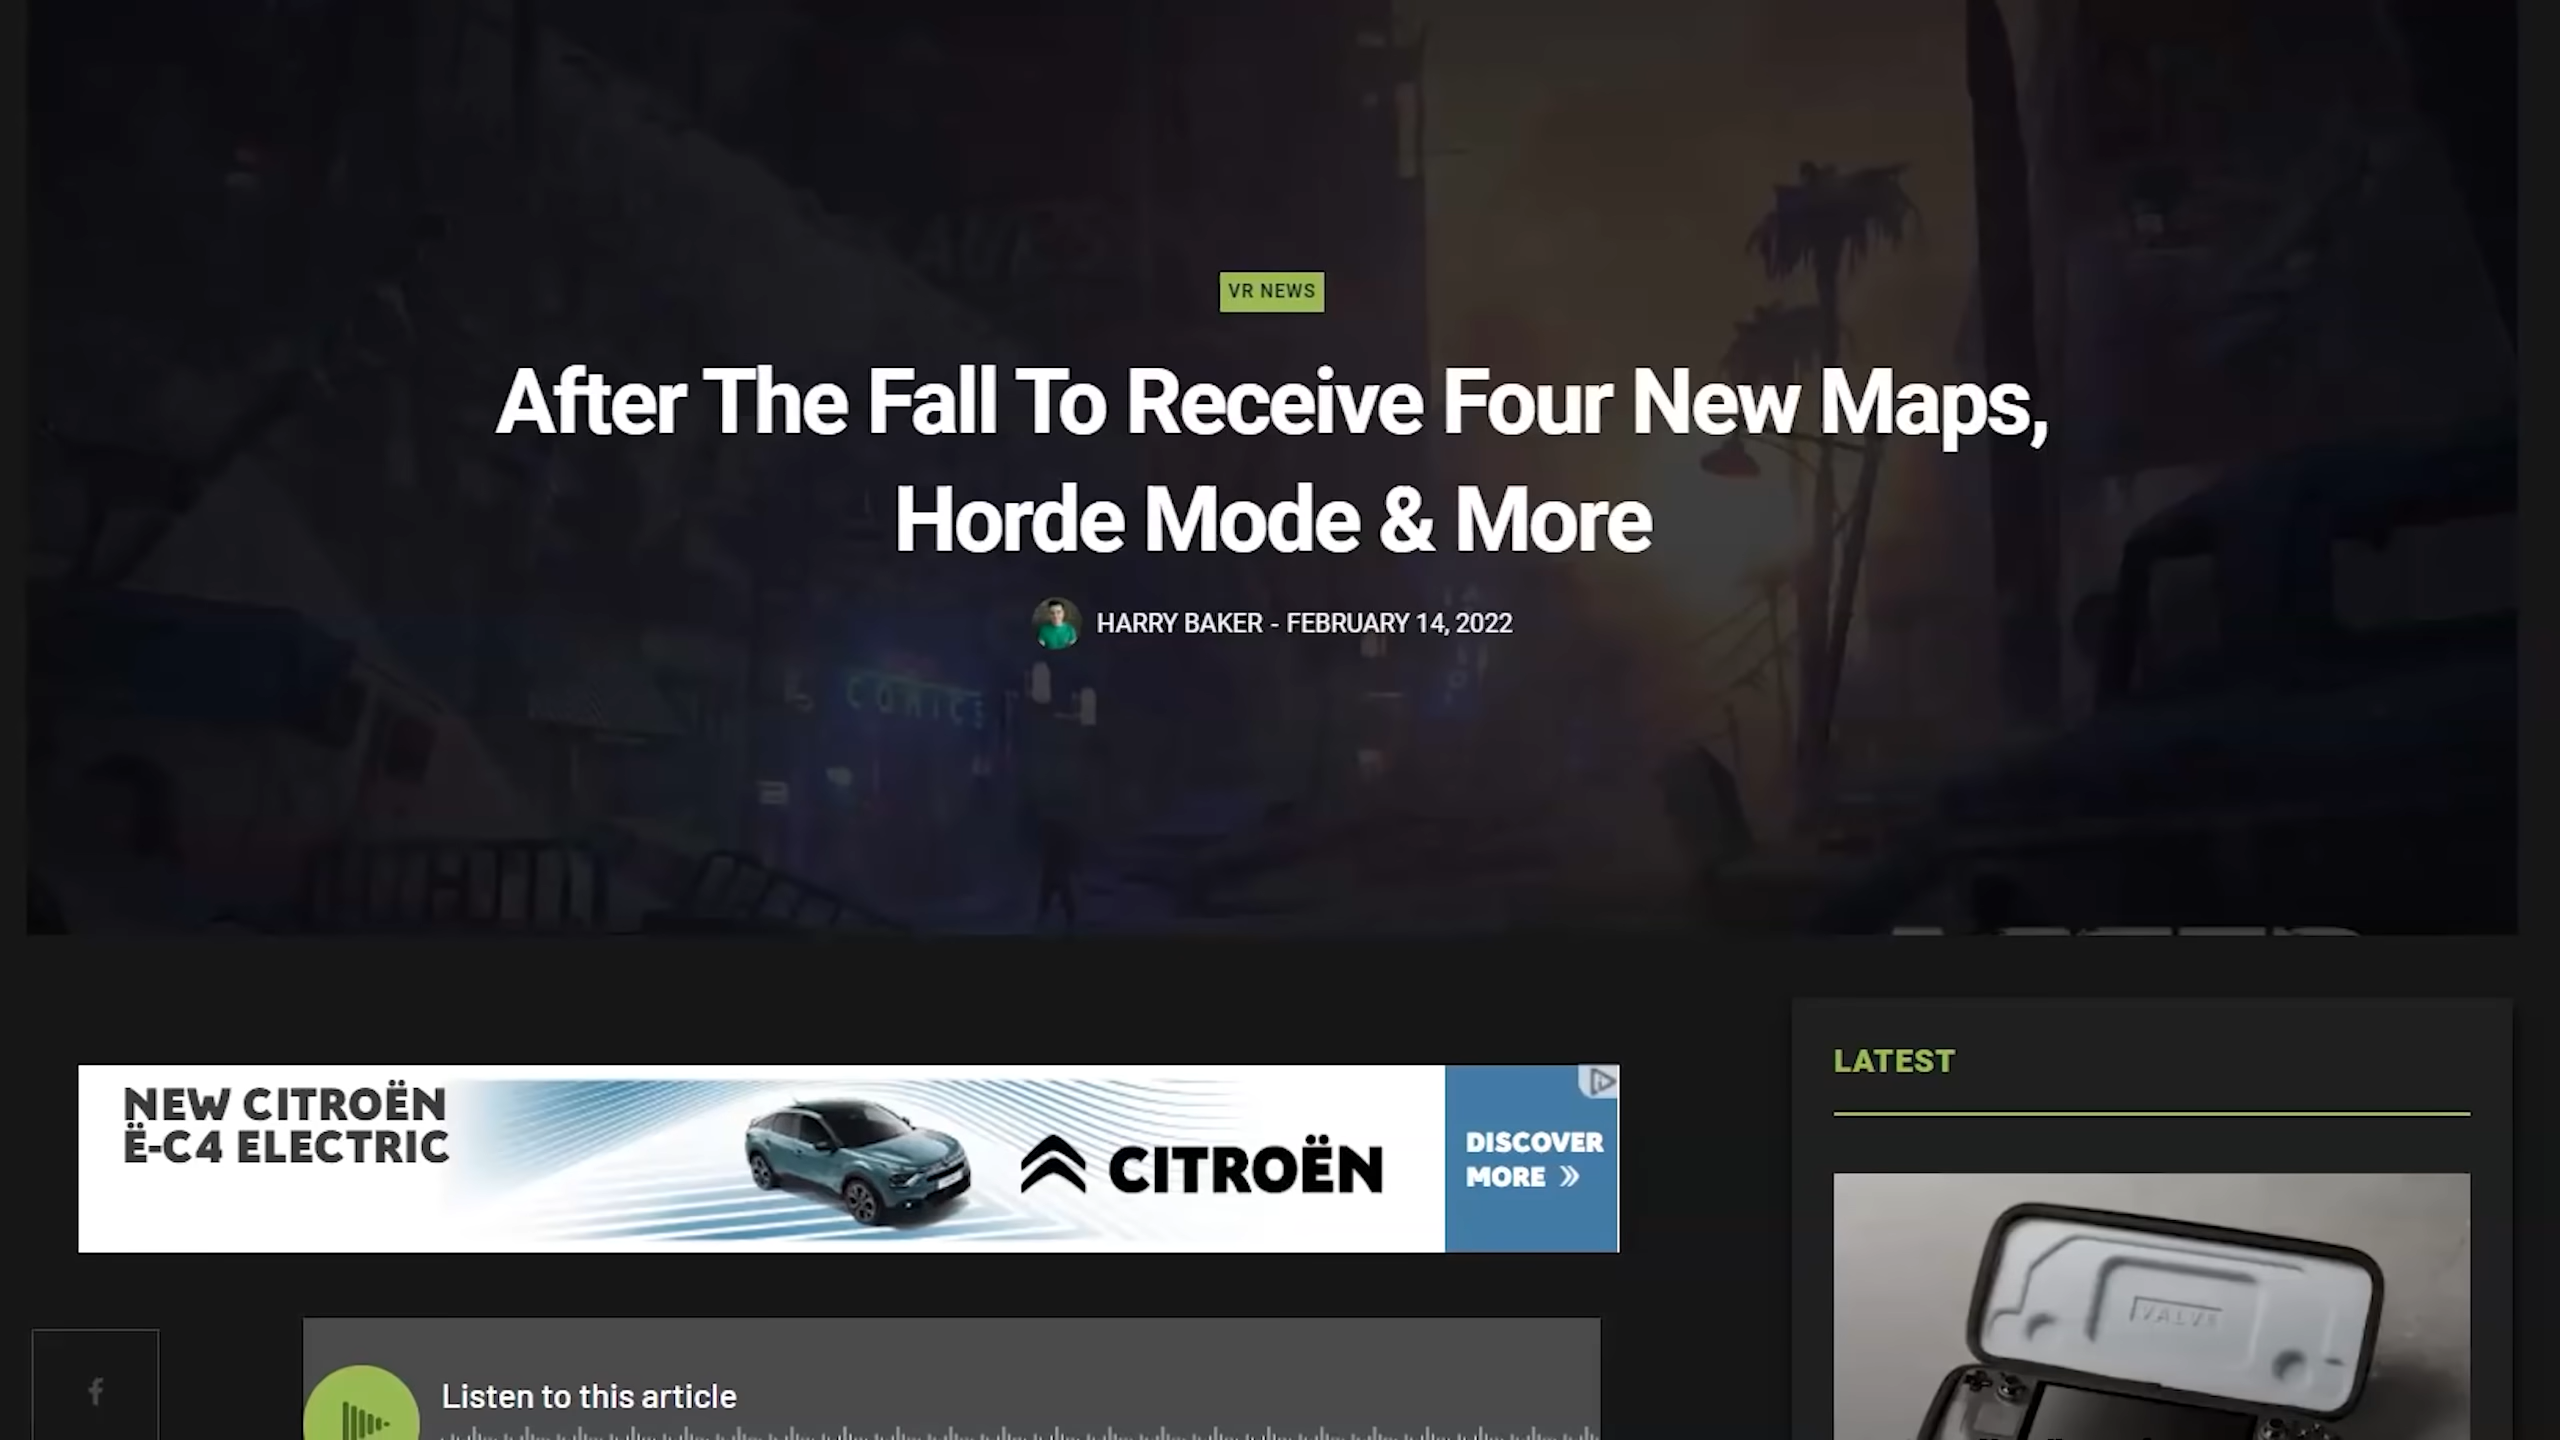 VR NEWS
After The Fall To Receive Four New Maps,
Horde Mode & More
HARRY BAKER - FEBRUARY 14, 2022
NEW CITROËN
Ë-C4 ELECTRIC
CITROËN
DISCOVER
MORE »
LATEST
VALVE
Listen to this article